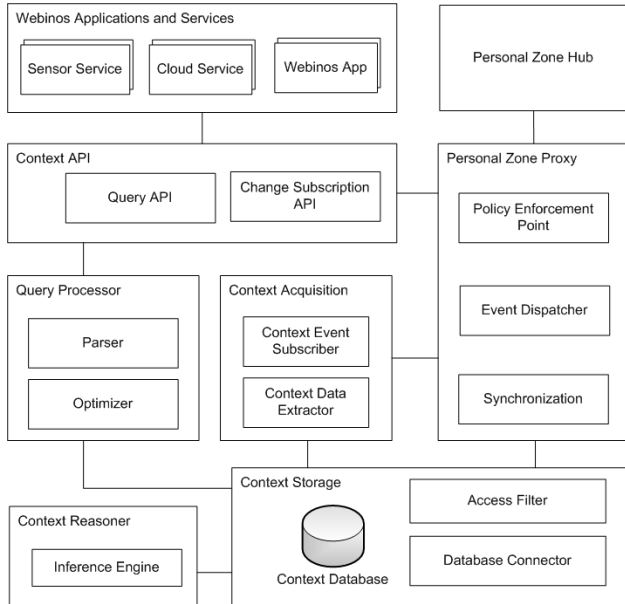 Webinos Applications and Services
Sensor Service
Cloud Service
Webinos App
Personal Zone Hub
Context API
Query API
Change Subscription
API
Personal Zone Proxy
Policy Enforcement
Point
Event Dispatcher
Synchronization
Query Processor
Parser
Optimizer
Context Acquisition
Context Event
Subscriber
Context Data
Extractor
Context Storage
Context Database
Access Filter
Database Connector
Context Reasoner
Inference Engine